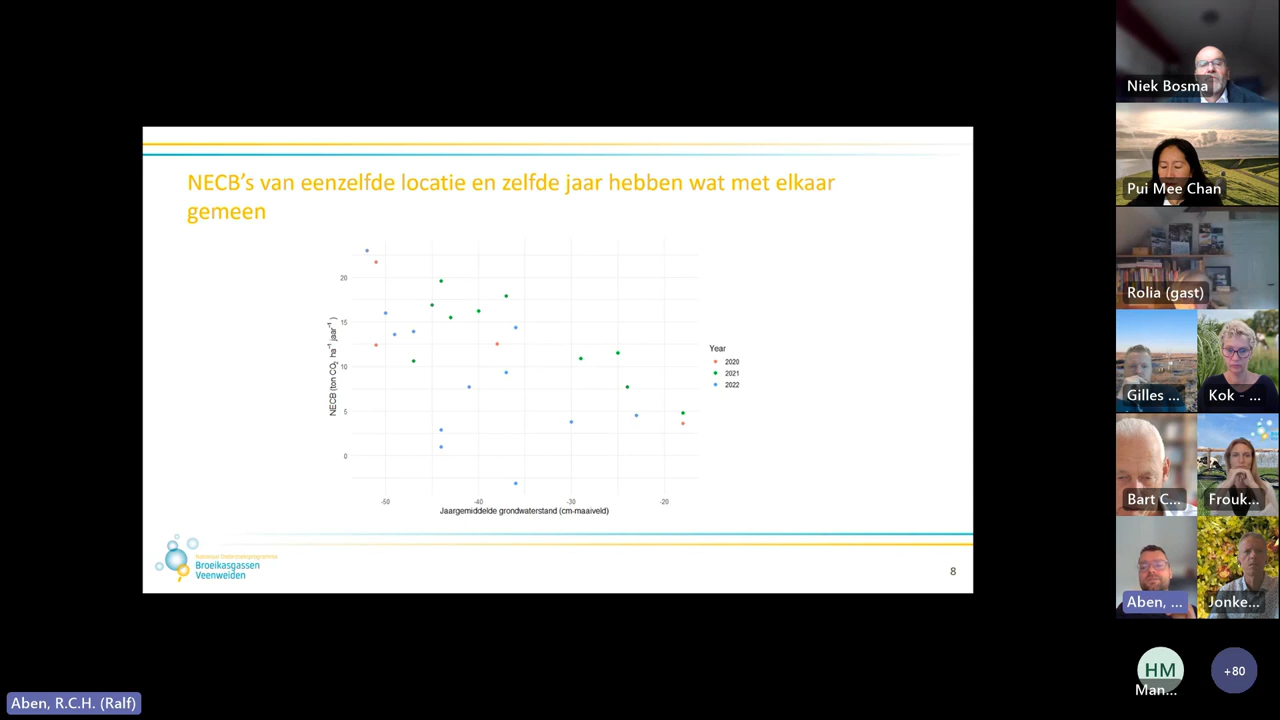 NECB's van eenzelfde locatie en zelfde jaar hebben wat met elkaar
gemeen
NECB (ton CO2 ha-1 jaar-1 )
20
15
10
5
0
-50
-40
-30
-20
Jaargemiddelde grondwaterstand (cm-maaiveld)
Year
2020
2021
2022
Nationaal Onderzoeksprogramma
Broeikasgassen
Veenweiden
8
Niek Bosma
Pui Mee Chan
Rolia (gast)
Gilles ...
Kok - ...
Bart C...
Frouk...
Aben, ...
Jonke...
HM
Man...
+80
Aben, R.C.H. (Ralf)